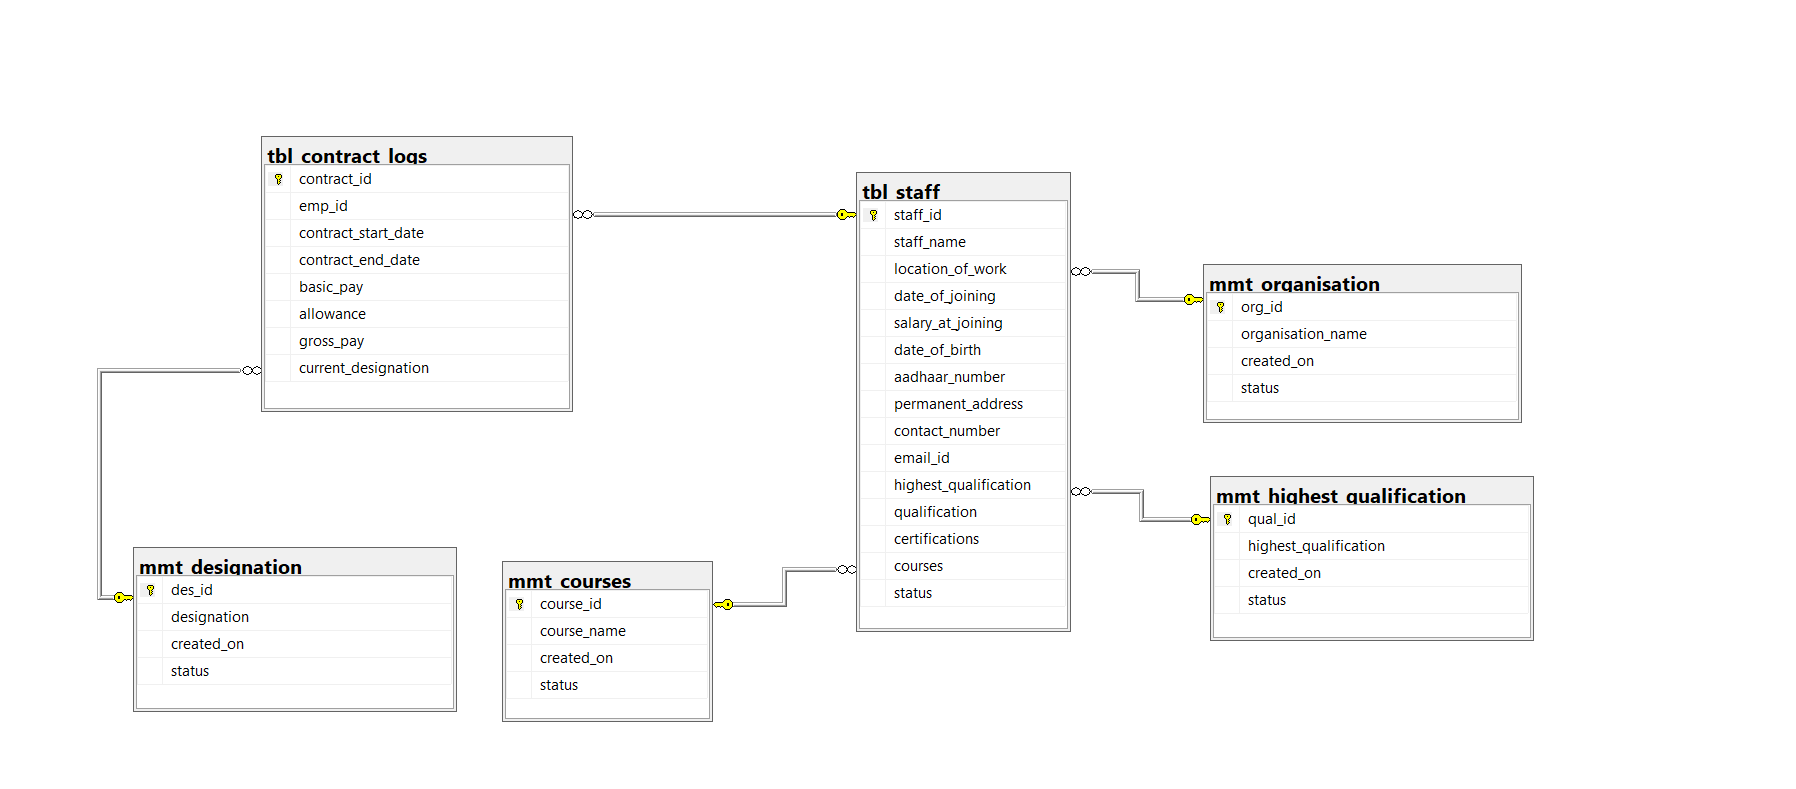 tbl_contract_logs
contract_id
emp_id
contract_start_date
contract_end_date
basic_pay
allowance
gross_pay
current_designation
tbl_staff
staff_id
staff_name
location_of_work
date_of_joining
salary_at_joining
date_of_birth
aadhaar_number
permanent_address
contact_number
email_id
highest_qualification
qualification
certifications
courses
status
mmt_organisation
org_id
organisation_name
created_on
status
mmt_highest_qualification
qual_id
highest_qualification
created_on
status
mmt_designation
des_id
designation
created_on
status
mmt_courses
course_id
course_name
created_on
status